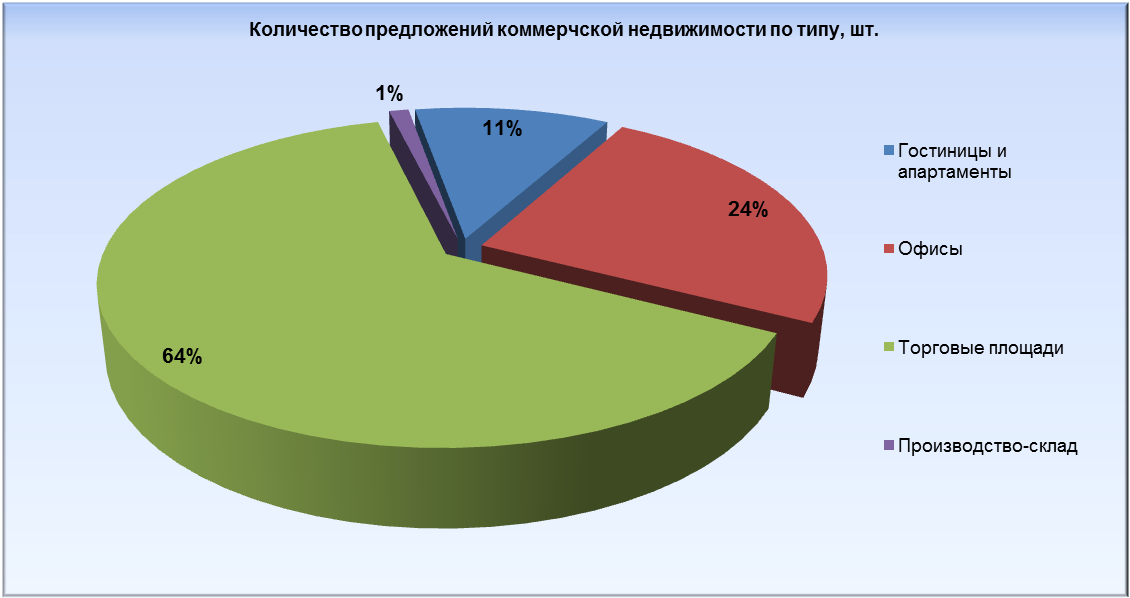 Количество предложений коммерчской недвижимости по типу, шт.
1%
11%
24%
64%
Гостиницы и
апартаменты
Офисы
Торговые площади
Производство-склад